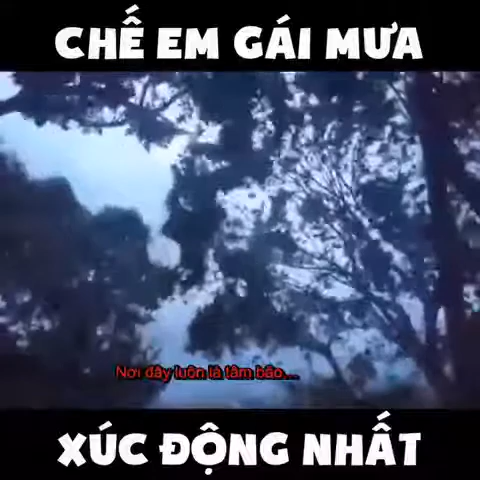 CHẾ EM GÁI MƯA
Nơi đây luôn là tâm bão...
XÚC ĐỘNG NHẤT